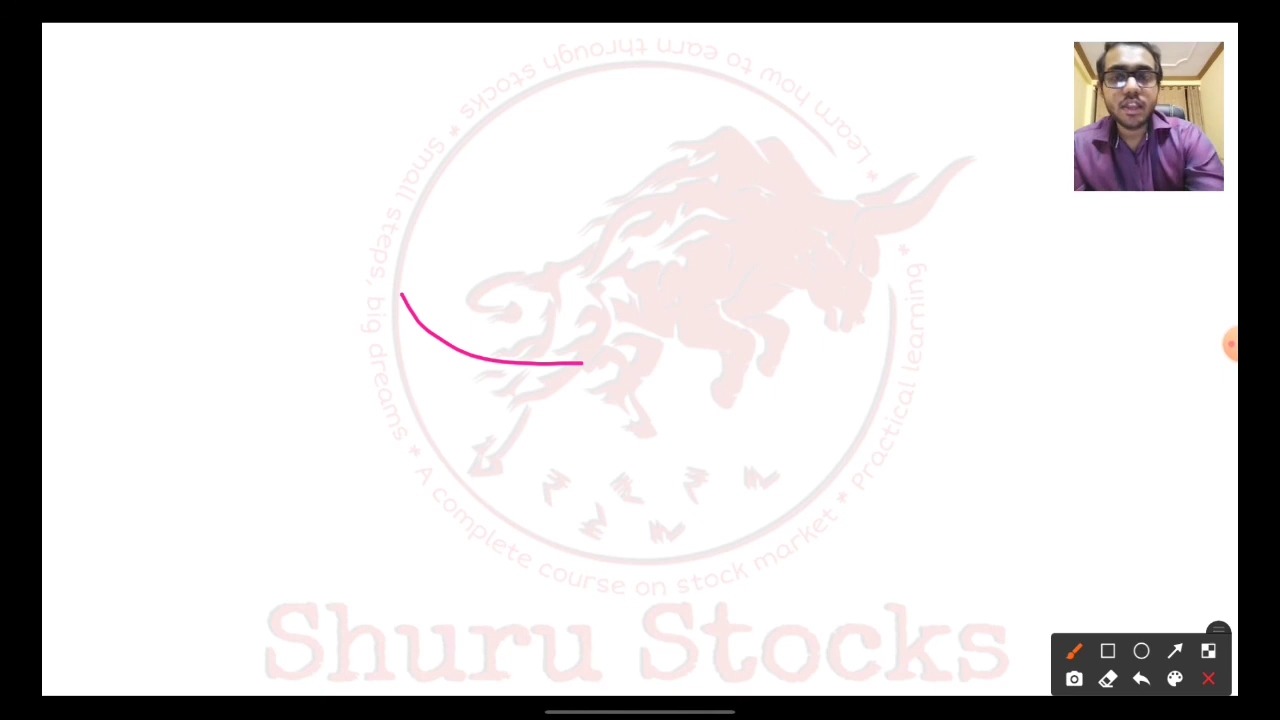 * Learn how to earn through stocks * Small steps, big dreams * A complete course on stock market * Practical learning *
Shuru Stocks